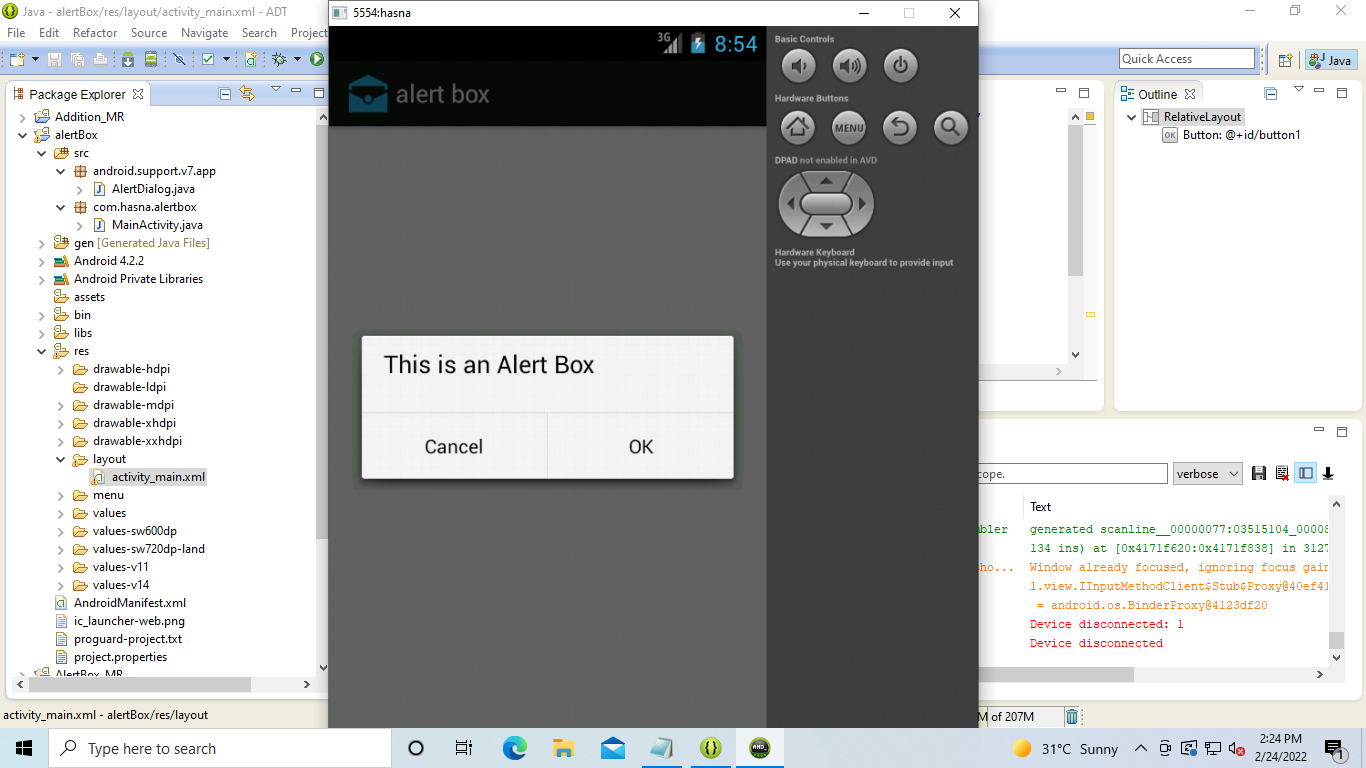 Java - alertBox/res/layout/activity_main.xml - ADT
File Edit Refactor Source Navigate Search Project
Quick Access
Java
Package Explorer
Addition_MR
alertBox
src
android.support.v7.app
AlertDialog.java
com.hasna.alertbox
MainActivity.java
gen [Generated Java Files]
Android 4.2.2
Android Private Libraries
assets
bin
libs
res
drawable-hdpi
drawable-ldpi
drawable-mdpi
drawable-xhdpi
drawable-xxhdpi
layout
activity_main.xml
menu
values
values-sw600dp
values-sw720dp-land
values-v11
values-v14
AndroidManifest.xml
ic_launcher-web.png
proguard-project.txt
project.properties
AlertBox_MR
activity_main.xml - alertBox/res/layout
5554:hasna
3G 8:54
alert box
This is an Alert Box
Cancel OK
Basic Controls
Hardware Buttons
MENU
DPAD not enabled in AVD
Hardware Keyboard
Use your physical keyboard to provide input
Outline
RelativeLayout
OK Button: @+id/button1
cope.
verbose
Text
mbler generated scanline__00000077:03515104_00008
134 ins) at [0x4171f620:0x4171f838] in 3127
ho... Window already focused, ignoring focus gain
l.view.IInputMethodClient$Stub$Proxy@40ef41
= android.os.BinderProxy@4123df20
Device disconnected: 1
Device disconnected
M of 207M
Type here to search
31°C Sunny
2:24 PM
2/24/2022
1